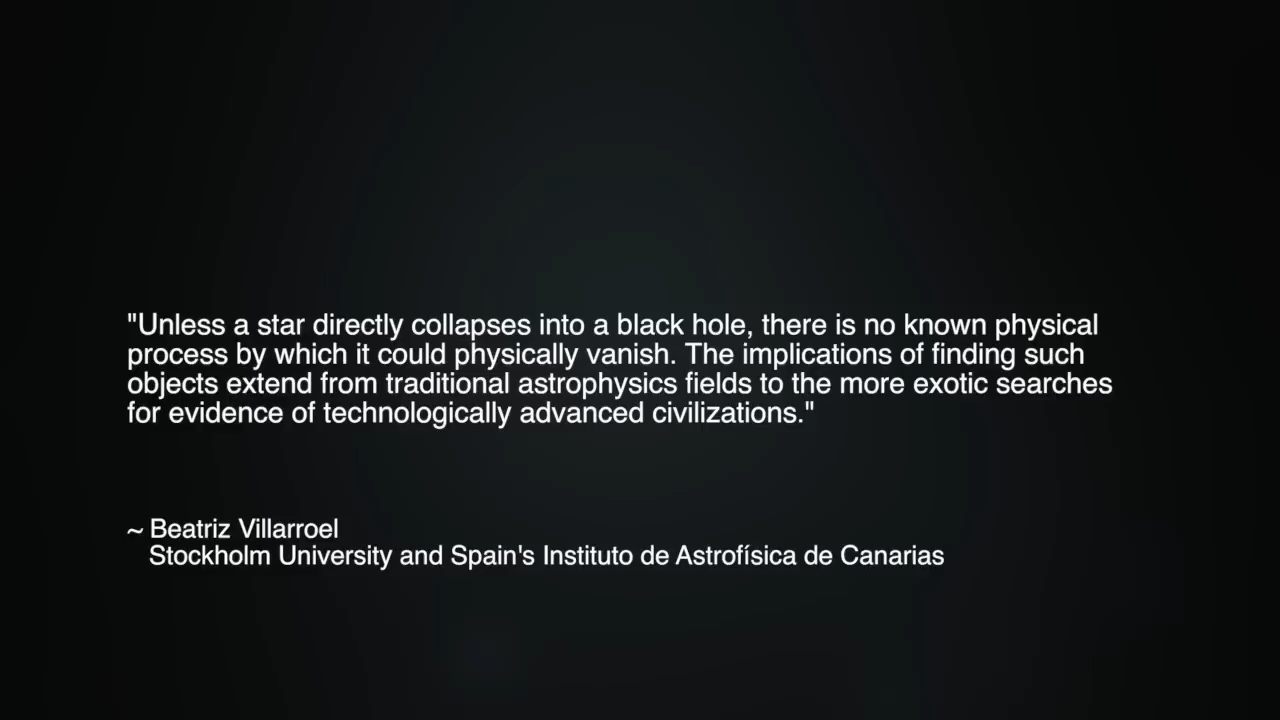 "Unless a star directly collapses into a black hole, there is no known physical
process by which it could physically vanish. The implications of finding such
objects extend from traditional astrophysics fields to the more exotic searches
for evidence of technologically advanced civilizations."
~ Beatriz Villarroel
Stockholm University and Spain's Instituto de Astrofísica de Canarias